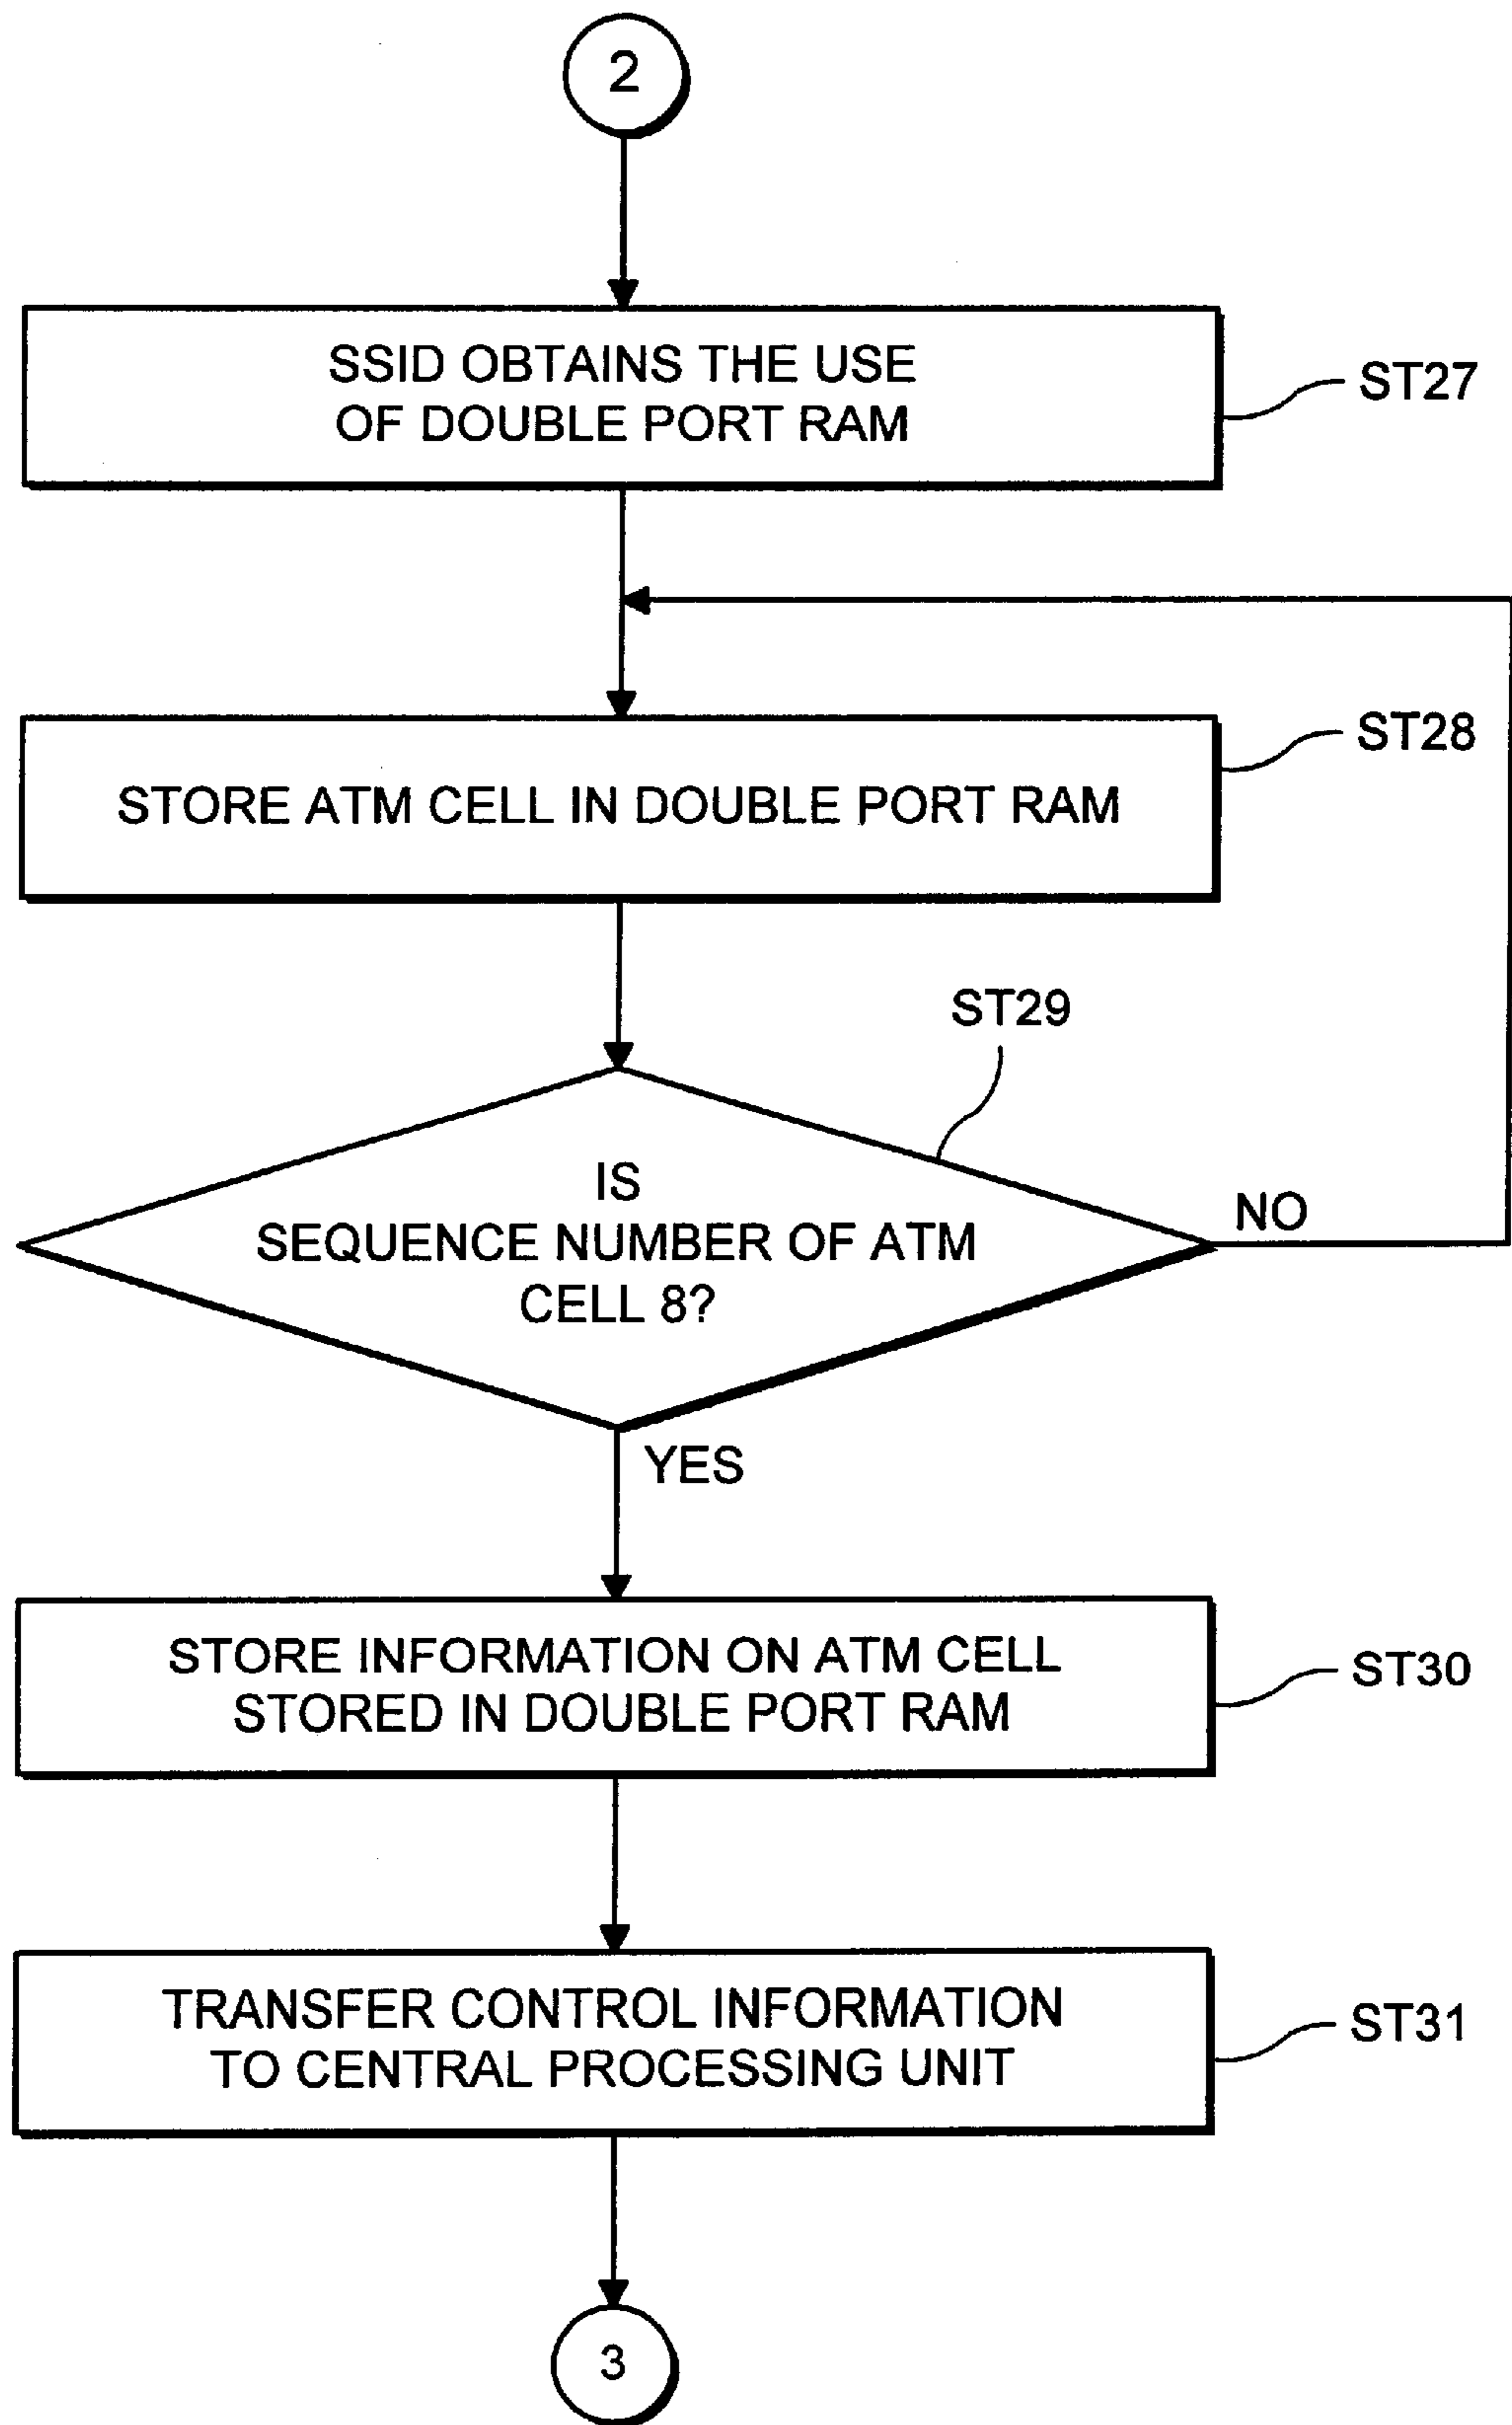 2
SSID OBTAINS THE USE
OF DOUBLE PORT RAM
ST27
ST28
STORE ATM CELL IN DOUBLE PORT RAM
ST29
IS
SEQUENCE NUMBER OF ATM
CELL 8?
NO
YES
STORE INFORMATION ON ATM CELL
STORED IN DOUBLE PORT RAM
ST30
TRANSFER CONTROL INFORMATION
TO CENTRAL PROCESSING UNIT
ST31
3